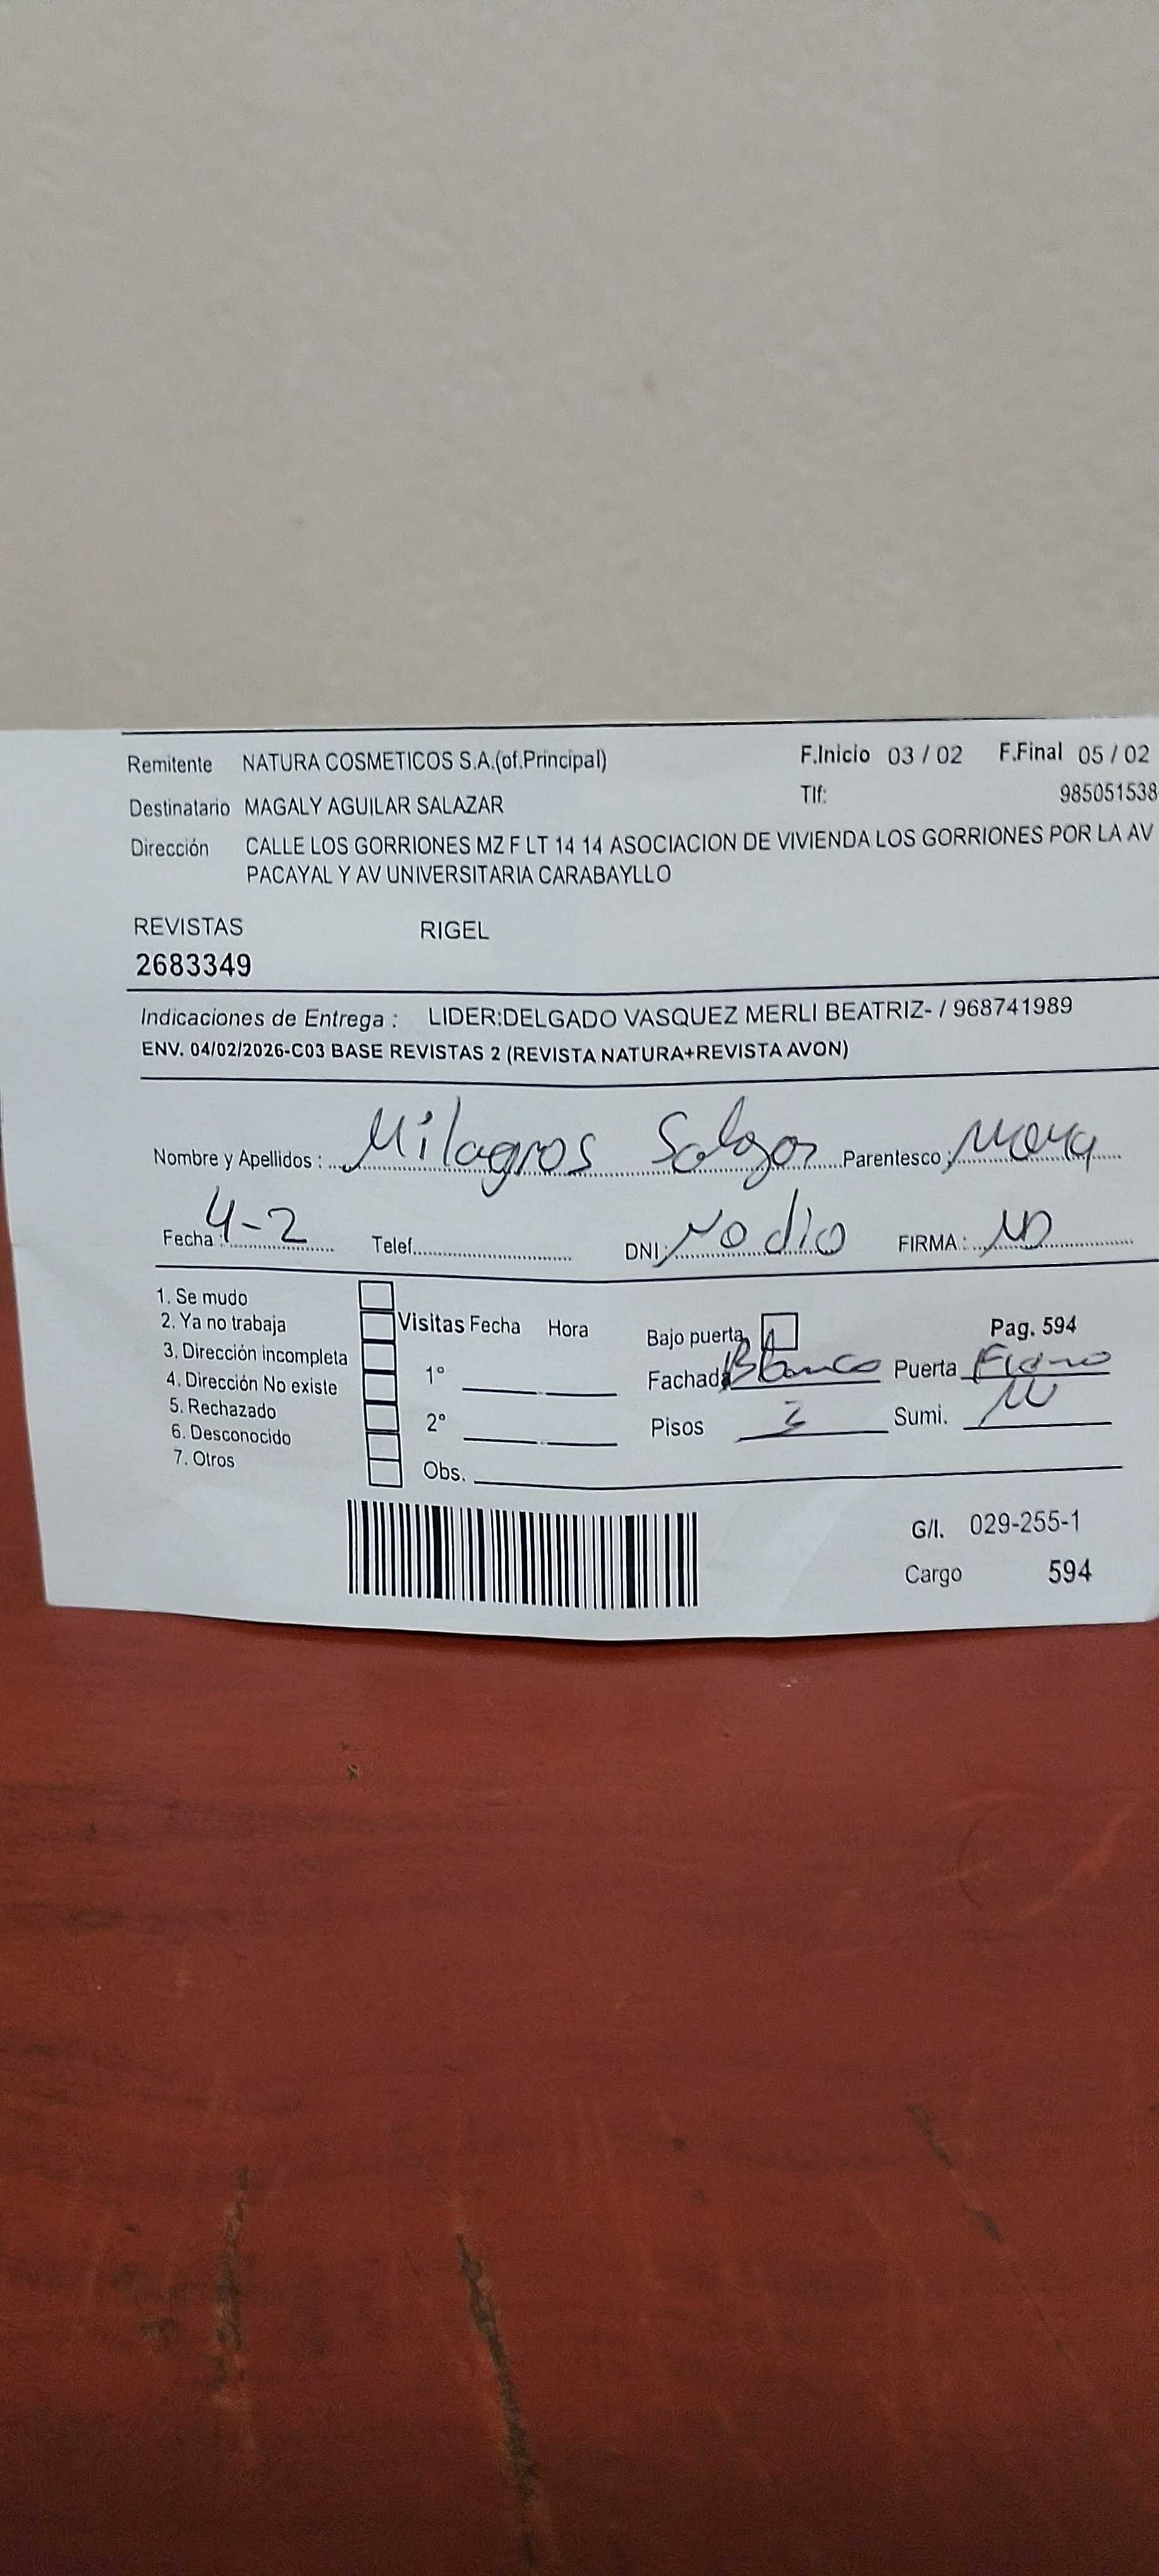 Remitente NATURA COSMETICOS S.A.(of.Principal) F.Inicio 03 / 02 F.Final 05 / 02
Destinatario MAGALY AGUILAR SALAZAR Tlf: 985051538
Dirección CALLE LOS GORRIONES MZ F LT 14 14 ASOCIACION DE VIVIENDA LOS GORRIONES POR LA AV
PACAYAL Y AV UNIVERSITARIA CARABAYLLO
REVISTAS RIGEL
2683349
Indicaciones de Entrega : LIDER:DELGADO VASQUEZ MERLI BEATRIZ- / 968741989
ENV. 04/02/2026-C03 BASE REVISTAS 2 (REVISTA NATURA+REVISTA AVON)
Nombre y Apellidos : Milagros Salazar Parentesco :
Fecha : 4-2 Telef. DNI: No dio FIRMA : ND
1. Se mudo
2. Ya no trabaja Visitas Fecha Hora Bajo puerta Pag. 594
3. Dirección incompleta 1° Fachada Blanco Puerta Fierro
4. Dirección No existe
5. Rechazado 2° Pisos Sumi.
6. Desconocido
7. Otros Obs.
G/I. 029-255-1
Cargo 594